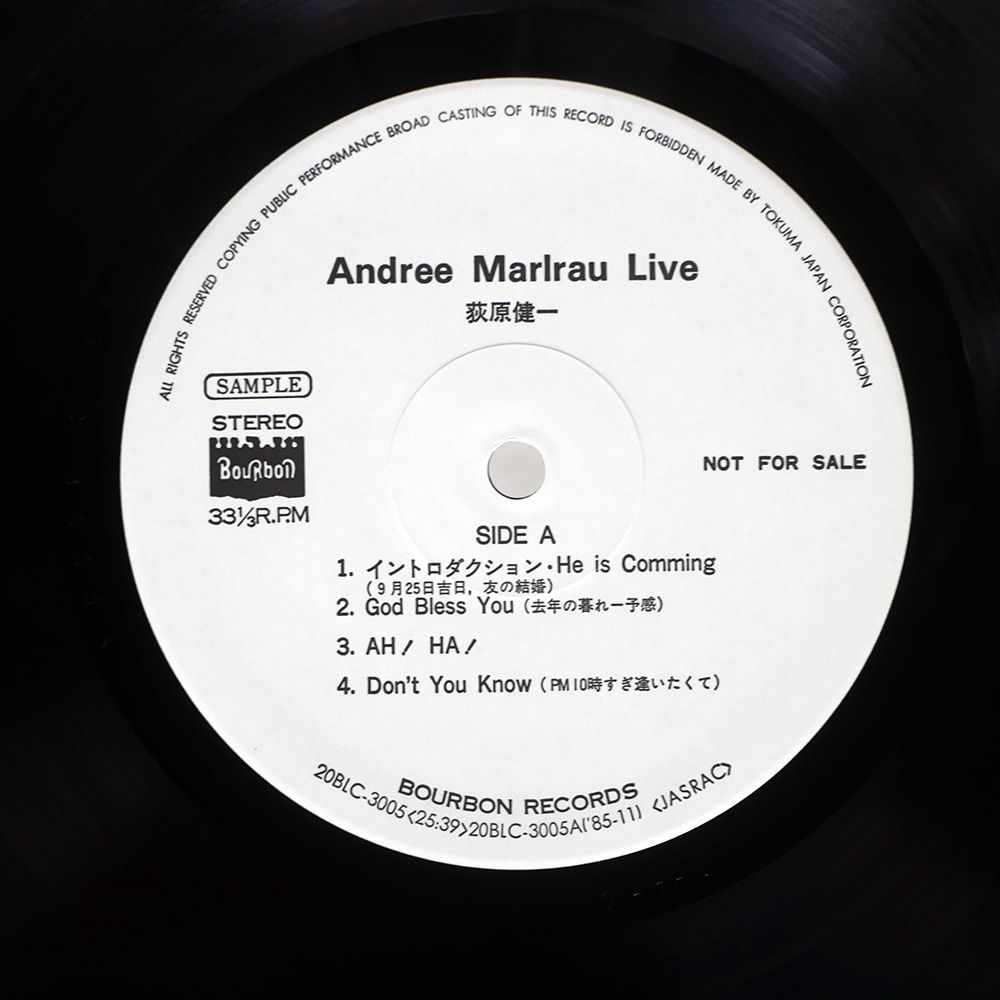 ALL RIGHTS RESERVED COPYING PUBLIC PERFORMANCE BROAD CASTING OF THIS RECORD IS FORBIDDEN MADE BY TOKUMA JAPAN CORPORATION
Andree Marlrau Live
荻原健一
SAMPLE
STEREO
BOURBON
33⅓R.P.M
NOT FOR SALE
SIDE A
1. イントロダクション・He is Comming
(9月25日吉日，友の結婚)
2. God Bless You (去年の暮れー予感)
3. AH! HA!
4. Don't You Know (PM10時すぎ逢いたくて)
BOURBON RECORDS
20BLC-3005<25:39>20BLC-3005A('85-11) <JASRAC>